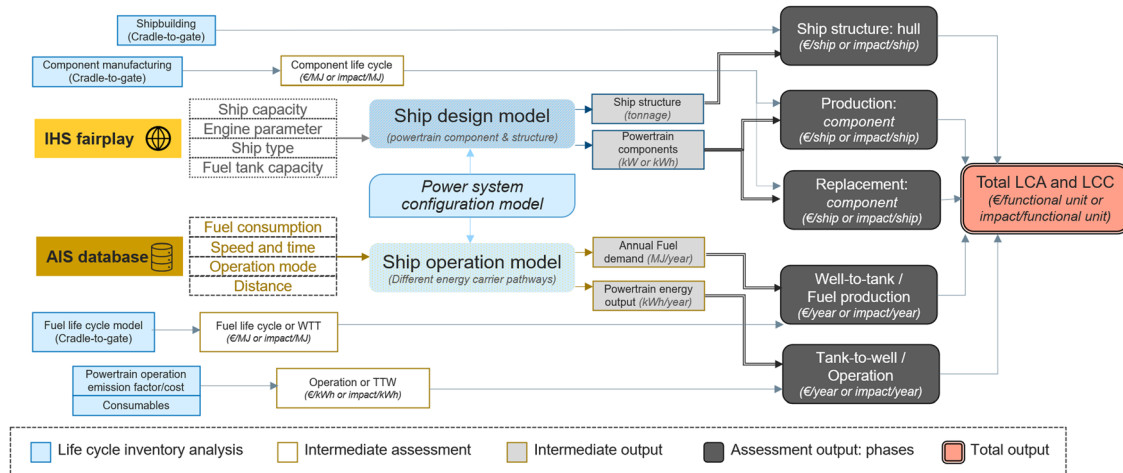 Shipbuilding
(Cradle-to-gate)
Ship structure: hull
(€/ship or impact/ship)
Component manufacturing
(Cradle-to-gate)
Component life cycle
(€/MJ or impact/MJ)
IHS fairplay
Ship capacity
Engine parameter
Ship type
Fuel tank capacity
Ship design model
(powertrain component & structure)
Ship structure
(tonnage)
Powertrain
components
(kW or kWh)
Production:
component
(€/ship or impact/ship)
Replacement:
component
(€/ship or impact/ship)
Power system
configuration model
Total LCA and LCC
(€/functional unit or
impact/functional unit)
AIS database
Fuel consumption
Speed and time
Operation mode
Distance
Ship operation model
(Different energy carrier pathways)
Annual Fuel
demand (MJ/year)
Powertrain energy
output (kWh/year)
Well-to-tank /
Fuel production
(€/year or impact/year)
Fuel life cycle model
(Cradle-to-gate)
Fuel life cycle or WTT
(€/MJ or impact/MJ)
Tank-to-well /
Operation
(€/year or impact/year)
Powertrain operation
emission factor/cost
Consumables
Operation or TTW
(€/kWh or impact/kWh)
Life cycle inventory analysis
Intermediate assessment
Intermediate output
Assessment output: phases
Total output